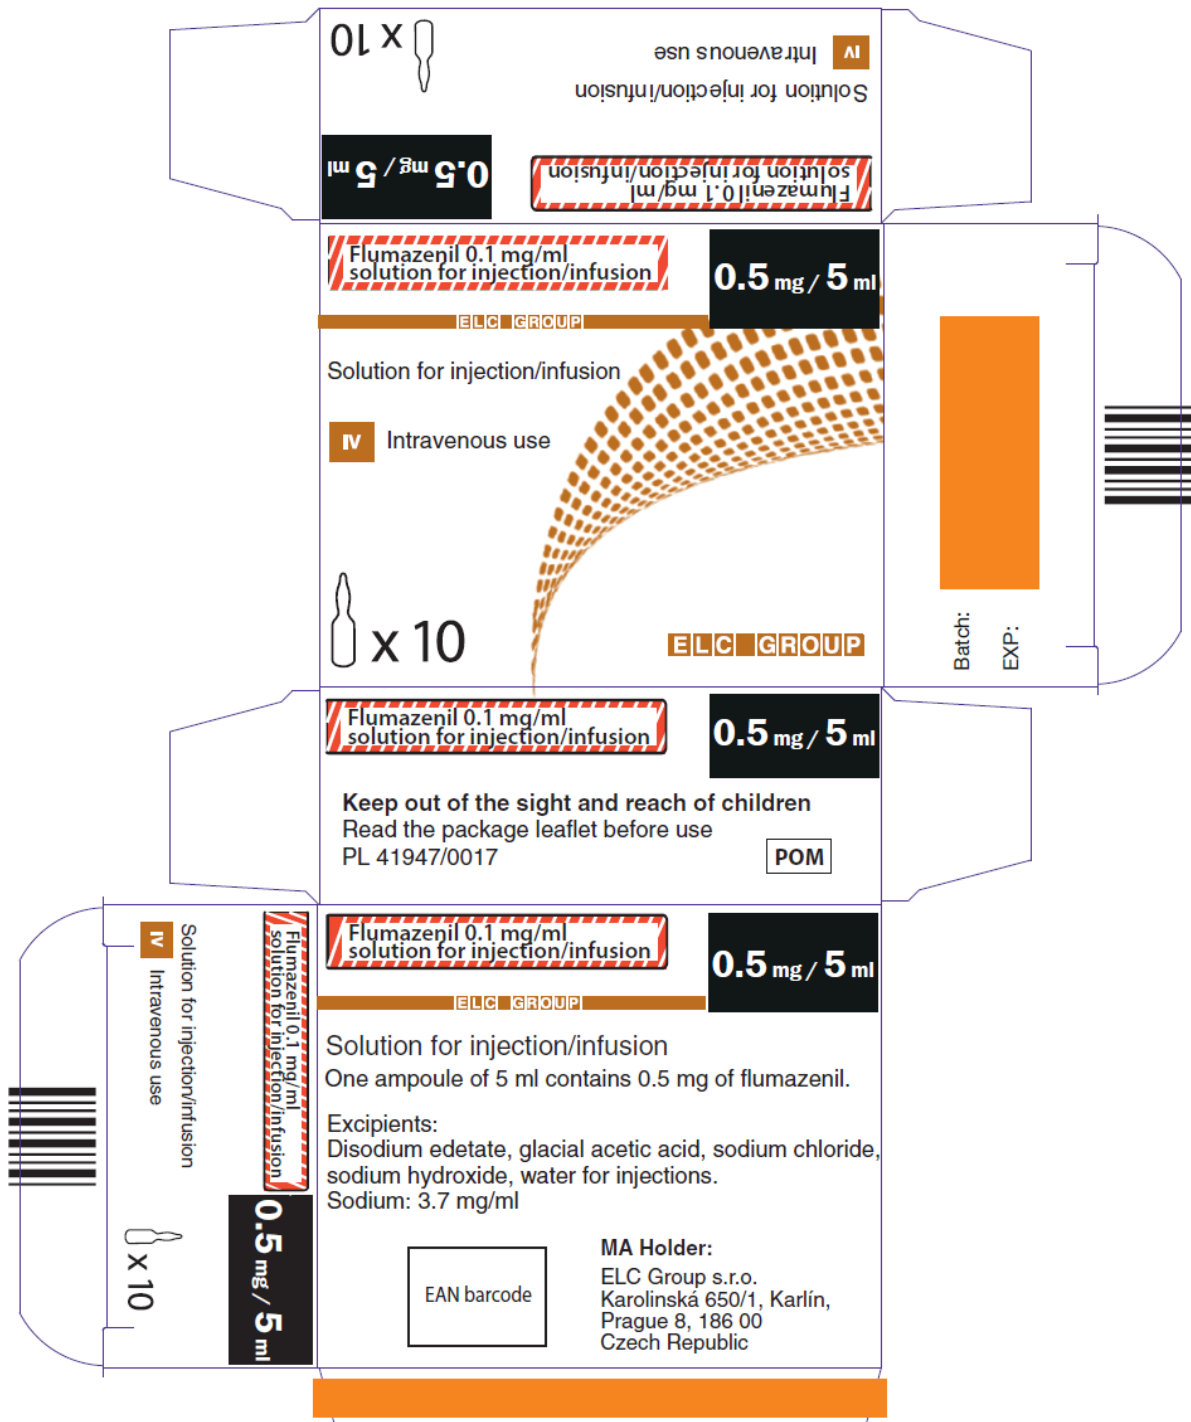 x 10
IV Intravenous use
Solution for injection/infusion
0.5 mg / 5 ml
Flumazenil 0.1 mg/ml
solution for injection/infusion
Flumazenil 0.1 mg/ml
solution for injection/infusion
0.5 mg / 5 ml
ELC GROUP
Solution for injection/infusion
IV Intravenous use
x 10
ELC GROUP
Batch:
EXP:
Flumazenil 0.1 mg/ml
solution for injection/infusion
0.5 mg / 5 ml
Keep out of the sight and reach of children
Read the package leaflet before use
PL 41947/0017
POM
Flumazenil 0.1 mg/ml
solution for injection/infusion
0.5 mg / 5 ml
Solution for injection/infusion
IV Intravenous use
x 10
Flumazenil 0.1 mg/ml
solution for injection/infusion
0.5 mg / 5 ml
ELC GROUP
Solution for injection/infusion
One ampoule of 5 ml contains 0.5 mg of flumazenil.
Excipients:
Disodium edetate, glacial acetic acid, sodium chloride,
sodium hydroxide, water for injections.
Sodium: 3.7 mg/ml
EAN barcode
MA Holder:
ELC Group s.r.o.
Karolinská 650/1, Karlín,
Prague 8, 186 00
Czech Republic